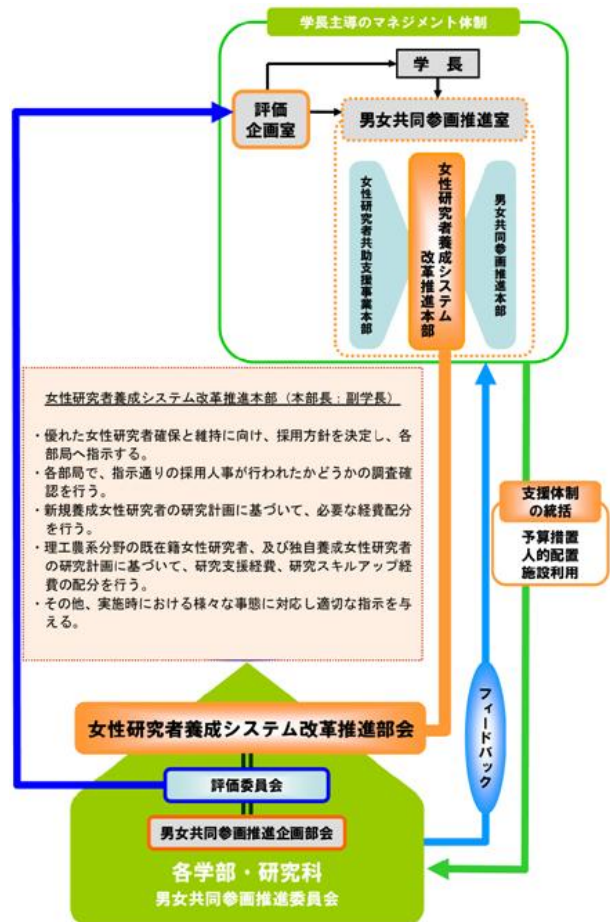 学長主導のマネジメント体制
学 長
評価
企画室
男女共同参画推進室
女性研究者共助支援事業本部
女性研究者養成システム
改革推進本部
男女共同参画推進本部
女性研究者養成システム改革推進本部（本部長：副学長）
・優れた女性研究者確保と維持に向け、採用方針を決定し、各
部局へ指示する。
・各部局で、指示通りの採用人事が行われたかどうかの調査確
認を行う。
・新規養成女性研究者の研究計画に基づいて、必要な経費配分
を行う。
・理工農系分野の既在籍女性研究者、及び独自養成女性研究者
の研究計画に基づいて、研究支援経費、研究スキルアップ経
費の配分を行う。
・その他、実施時における様々な事態に対応し適切な指示を与
える。
支援体制
の統括
予算措置
人的配置
施設利用
フィードバック
女性研究者養成システム改革推進部会
評価委員会
男女共同参画推進企画部会
各学部・研究科
男女共同参画推進委員会